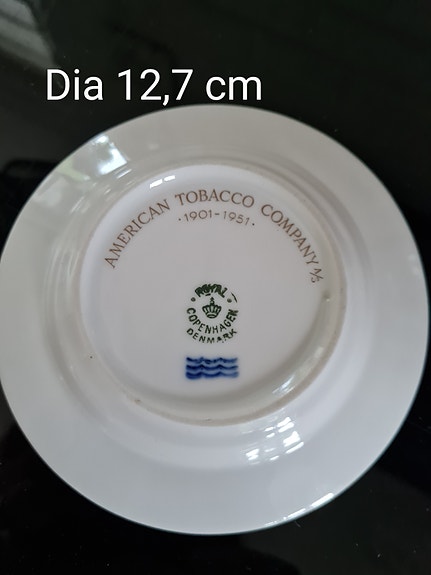 Dia 12,7 cm
AMERICAN TOBACCO COMPANY A/S
·1901-1951·
ROYAL
COPENHAGEN
DENMARK